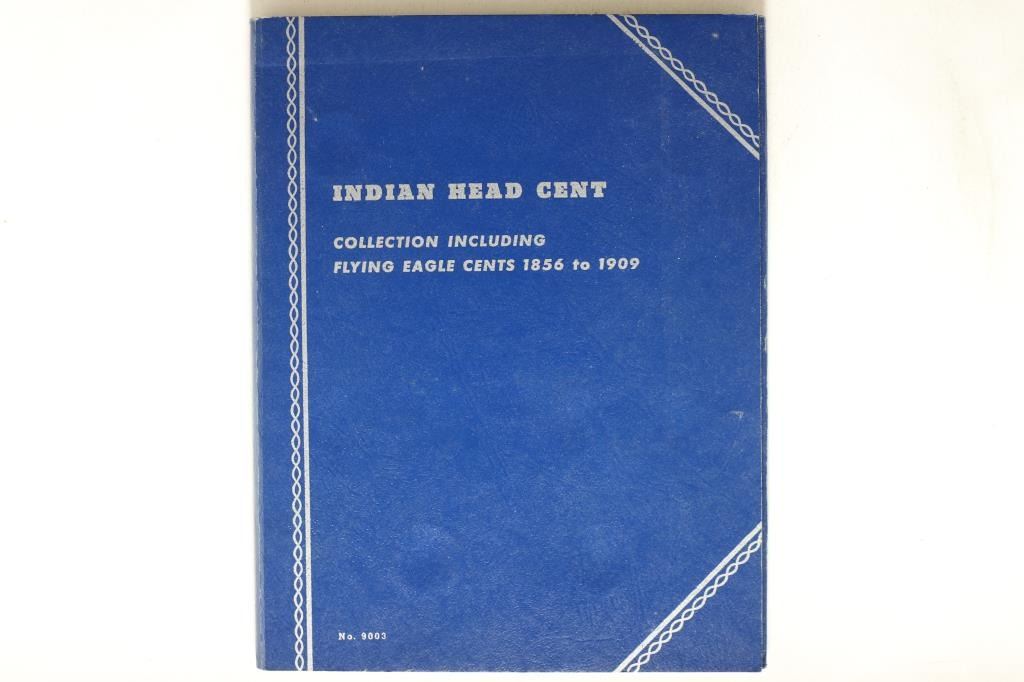 INDIAN HEAD CENT
COLLECTION INCLUDING
FLYING EAGLE CENTS 1856 to 1909
No. 9003